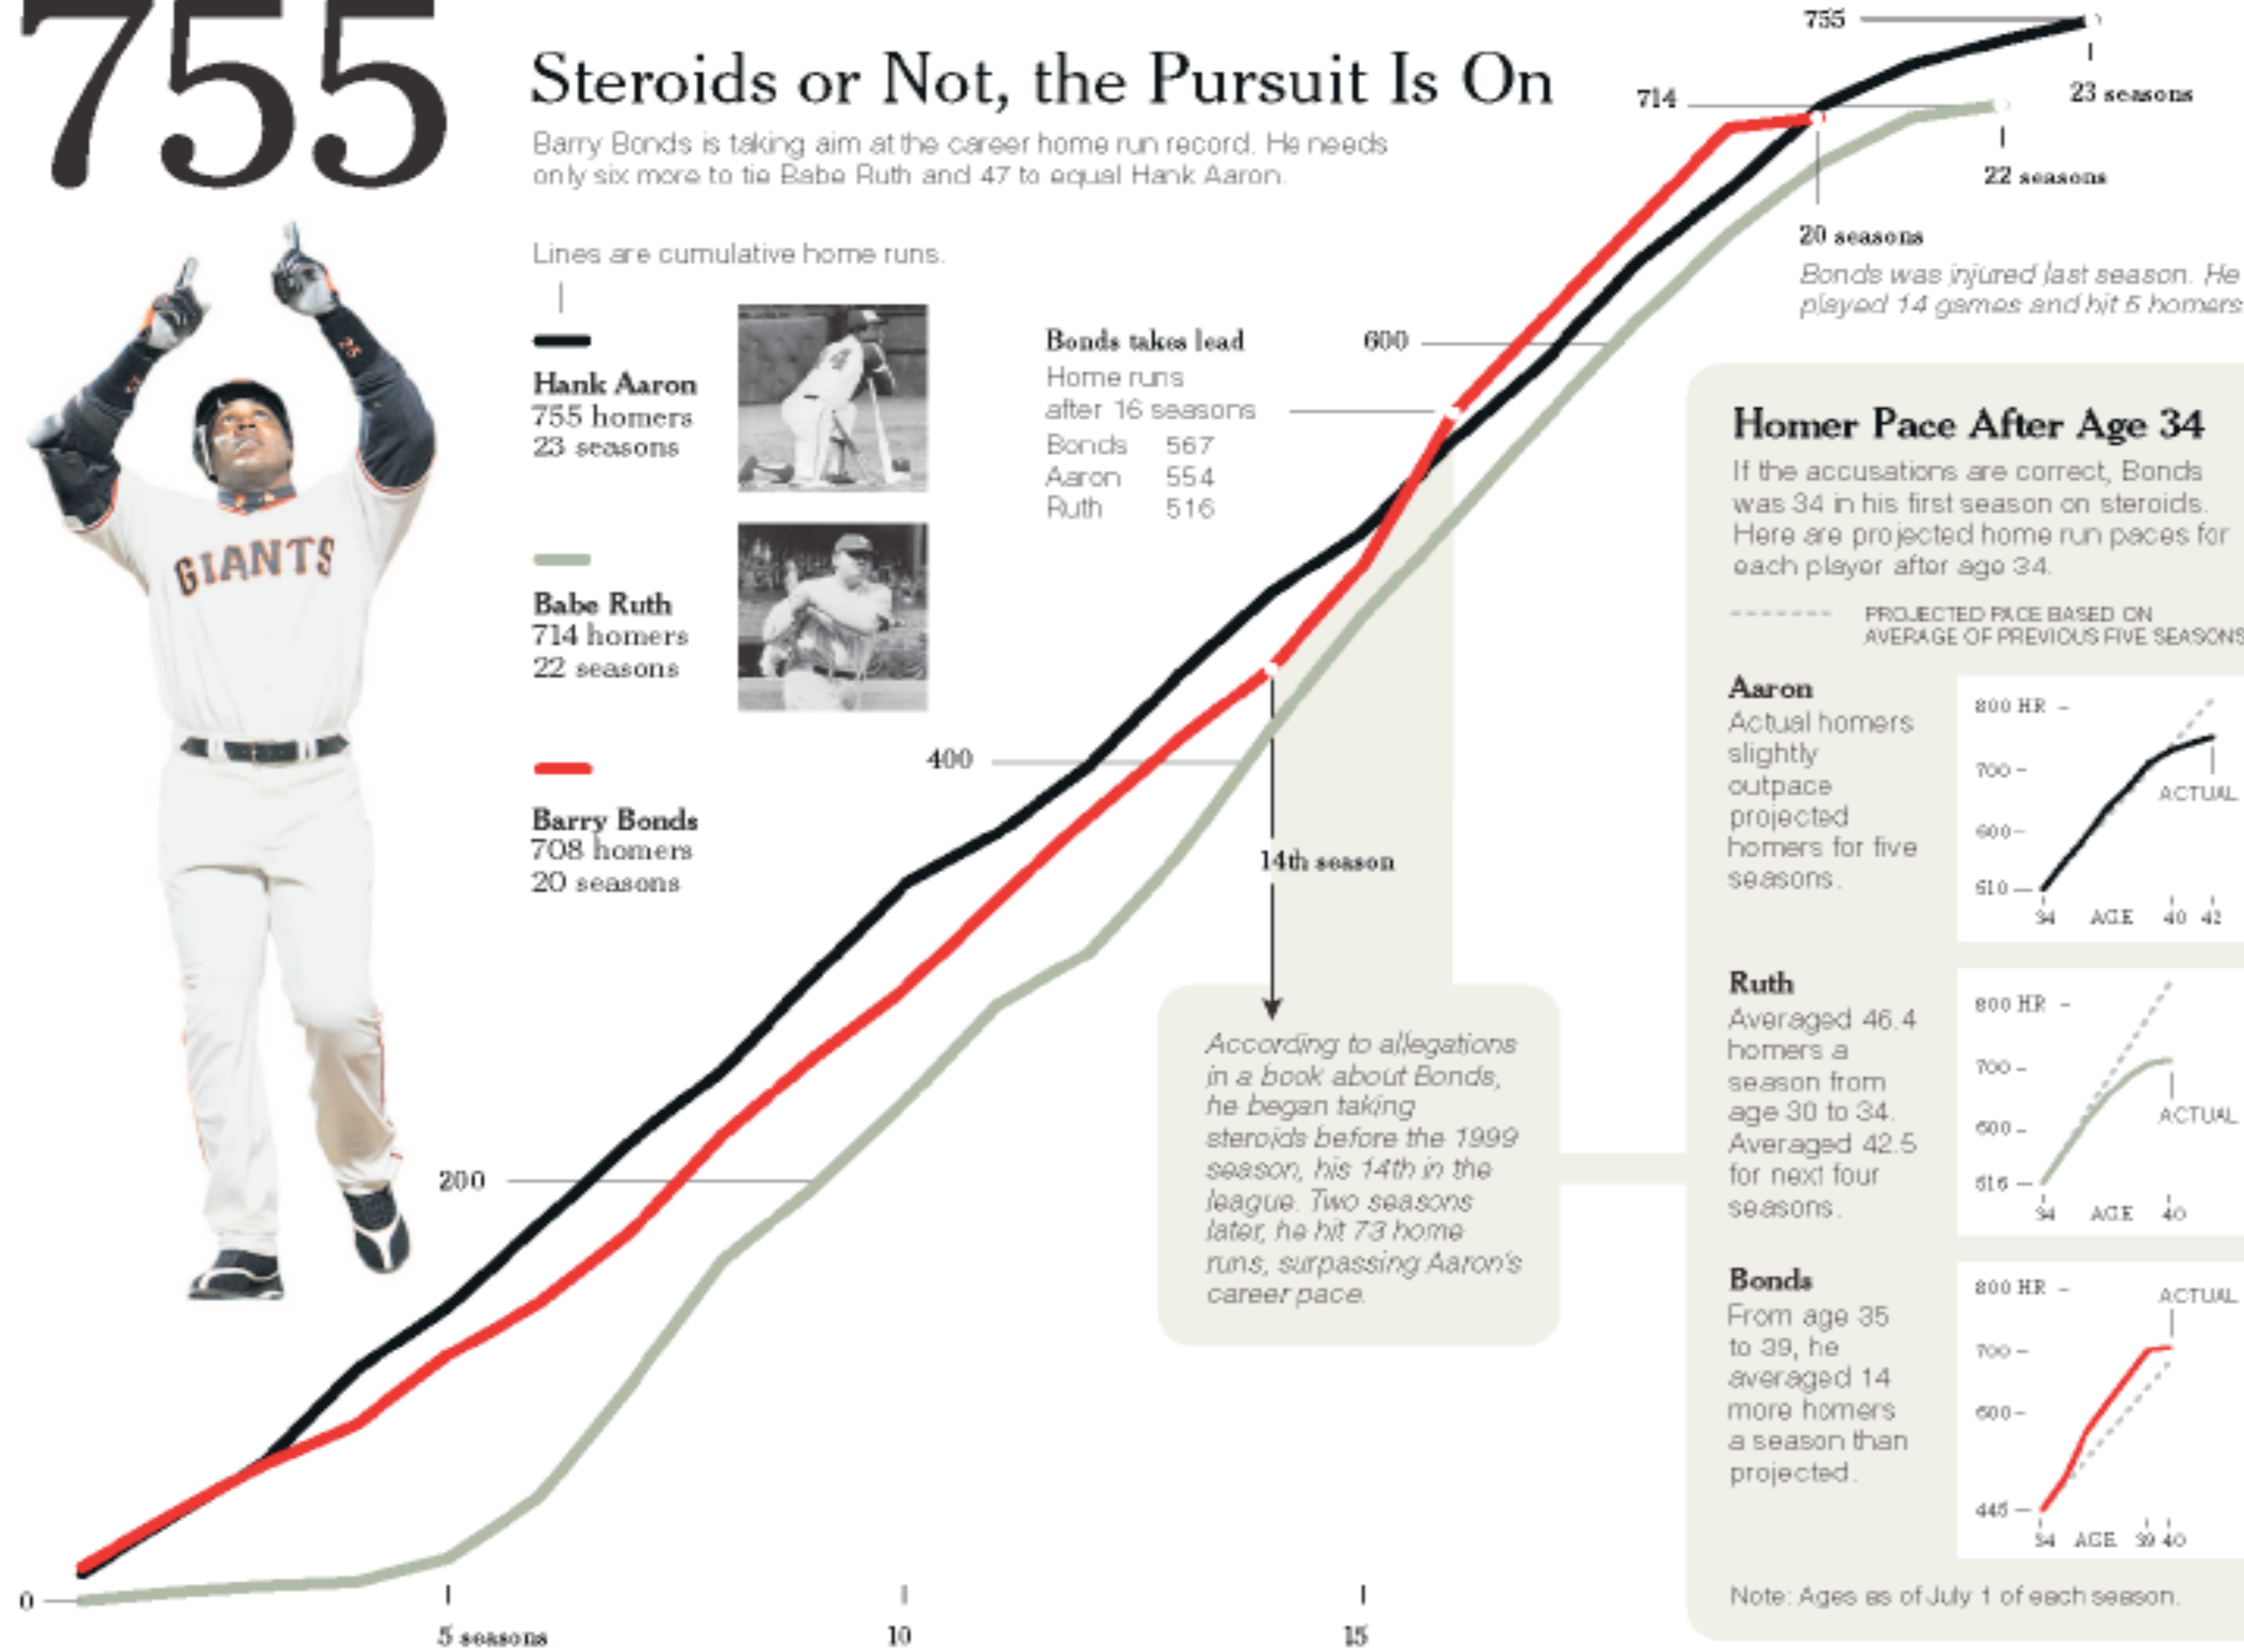 755
Steroids or Not, the Pursuit Is On
Barry Bonds is taking aim at the career home run record. He needs
only six more to tie Babe Ruth and 47 to equal Hank Aaron.
Lines are cumulative home runs.
Hank Aaron
755 homers
23 seasons
Babe Ruth
714 homers
22 seasons
Barry Bonds
708 homers
20 seasons
GIANTS
25
Bonds takes lead
Home runs
after 16 seasons
Bonds 567
Aaron 554
Ruth 516
755
714
600
400
200
0
5 seasons
10
15
23 seasons
22 seasons
20 seasons
Bonds was injured last season. He
played 14 games and hit 5 homers
14th season
According to allegations
in a book about Bonds,
he began taking
steroids before the 1999
season, his 14th in the
league. Two seasons
later, he hit 73 home
runs, surpassing Aaron's
career pace.
Homer Pace After Age 34
If the accusations are correct, Bonds
was 34 in his first season on steroids.
Here are projected home run paces for
each player after age 34.
PROJECTED PACE BASED ON
AVERAGE OF PREVIOUS FIVE SEASONS
Aaron
Actual homers
slightly
outpace
projected
homers for five
seasons.
800 HR
700
600
510
34 AGE 40 42
ACTUAL
Ruth
Averaged 46.4
homers a
season from
age 30 to 34.
Averaged 42.5
for next four
seasons.
800 HR
700
600
516
34 AGE 40
ACTUAL
Bonds
From age 35
to 39, he
averaged 14
more homers
a season than
projected.
800 HR
700
600
445
34 AGE 39 40
ACTUAL
Note: Ages as of July 1 of each season.